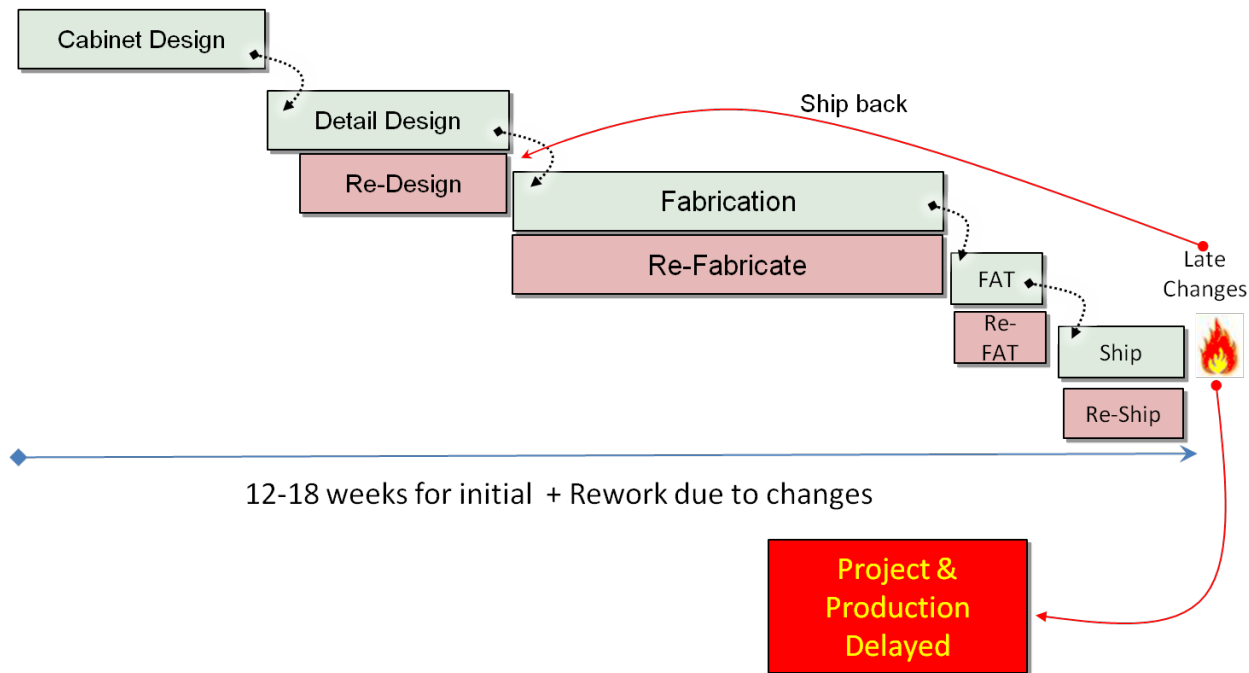 Cabinet Design
Detail Design
Ship back
Re-Design
Fabrication
Re-Fabricate
Late
Changes
FAT
Re-
FAT
Ship
Re-Ship
12-18 weeks for initial + Rework due to changes
Project &
Production
Delayed